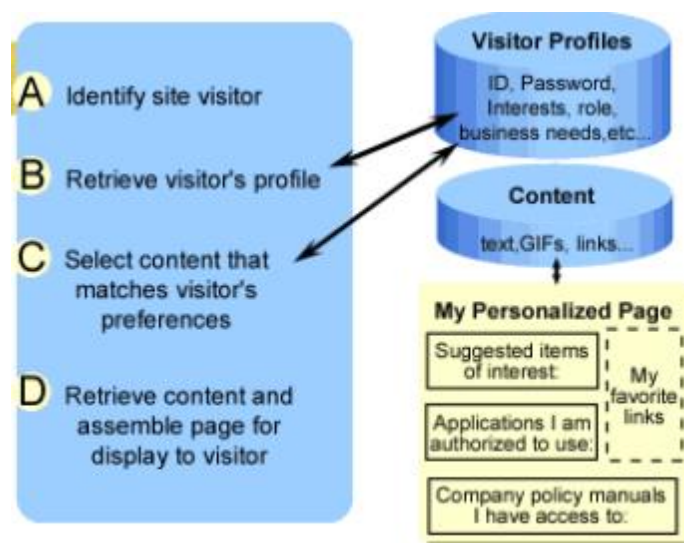 A Identify site visitor
B Retrieve visitor's profile
C Select content that
matches visitor's
preferences
D Retrieve content and
assemble page for
display to visitor
Visitor Profiles
ID, Password,
Interests, role,
business needs,etc...
Content
text,GIFs, links...
My Personalized Page
Suggested items
of interest:
My
favorite
links
Applications I am
authorized to use:
Company policy manuals
I have access to: